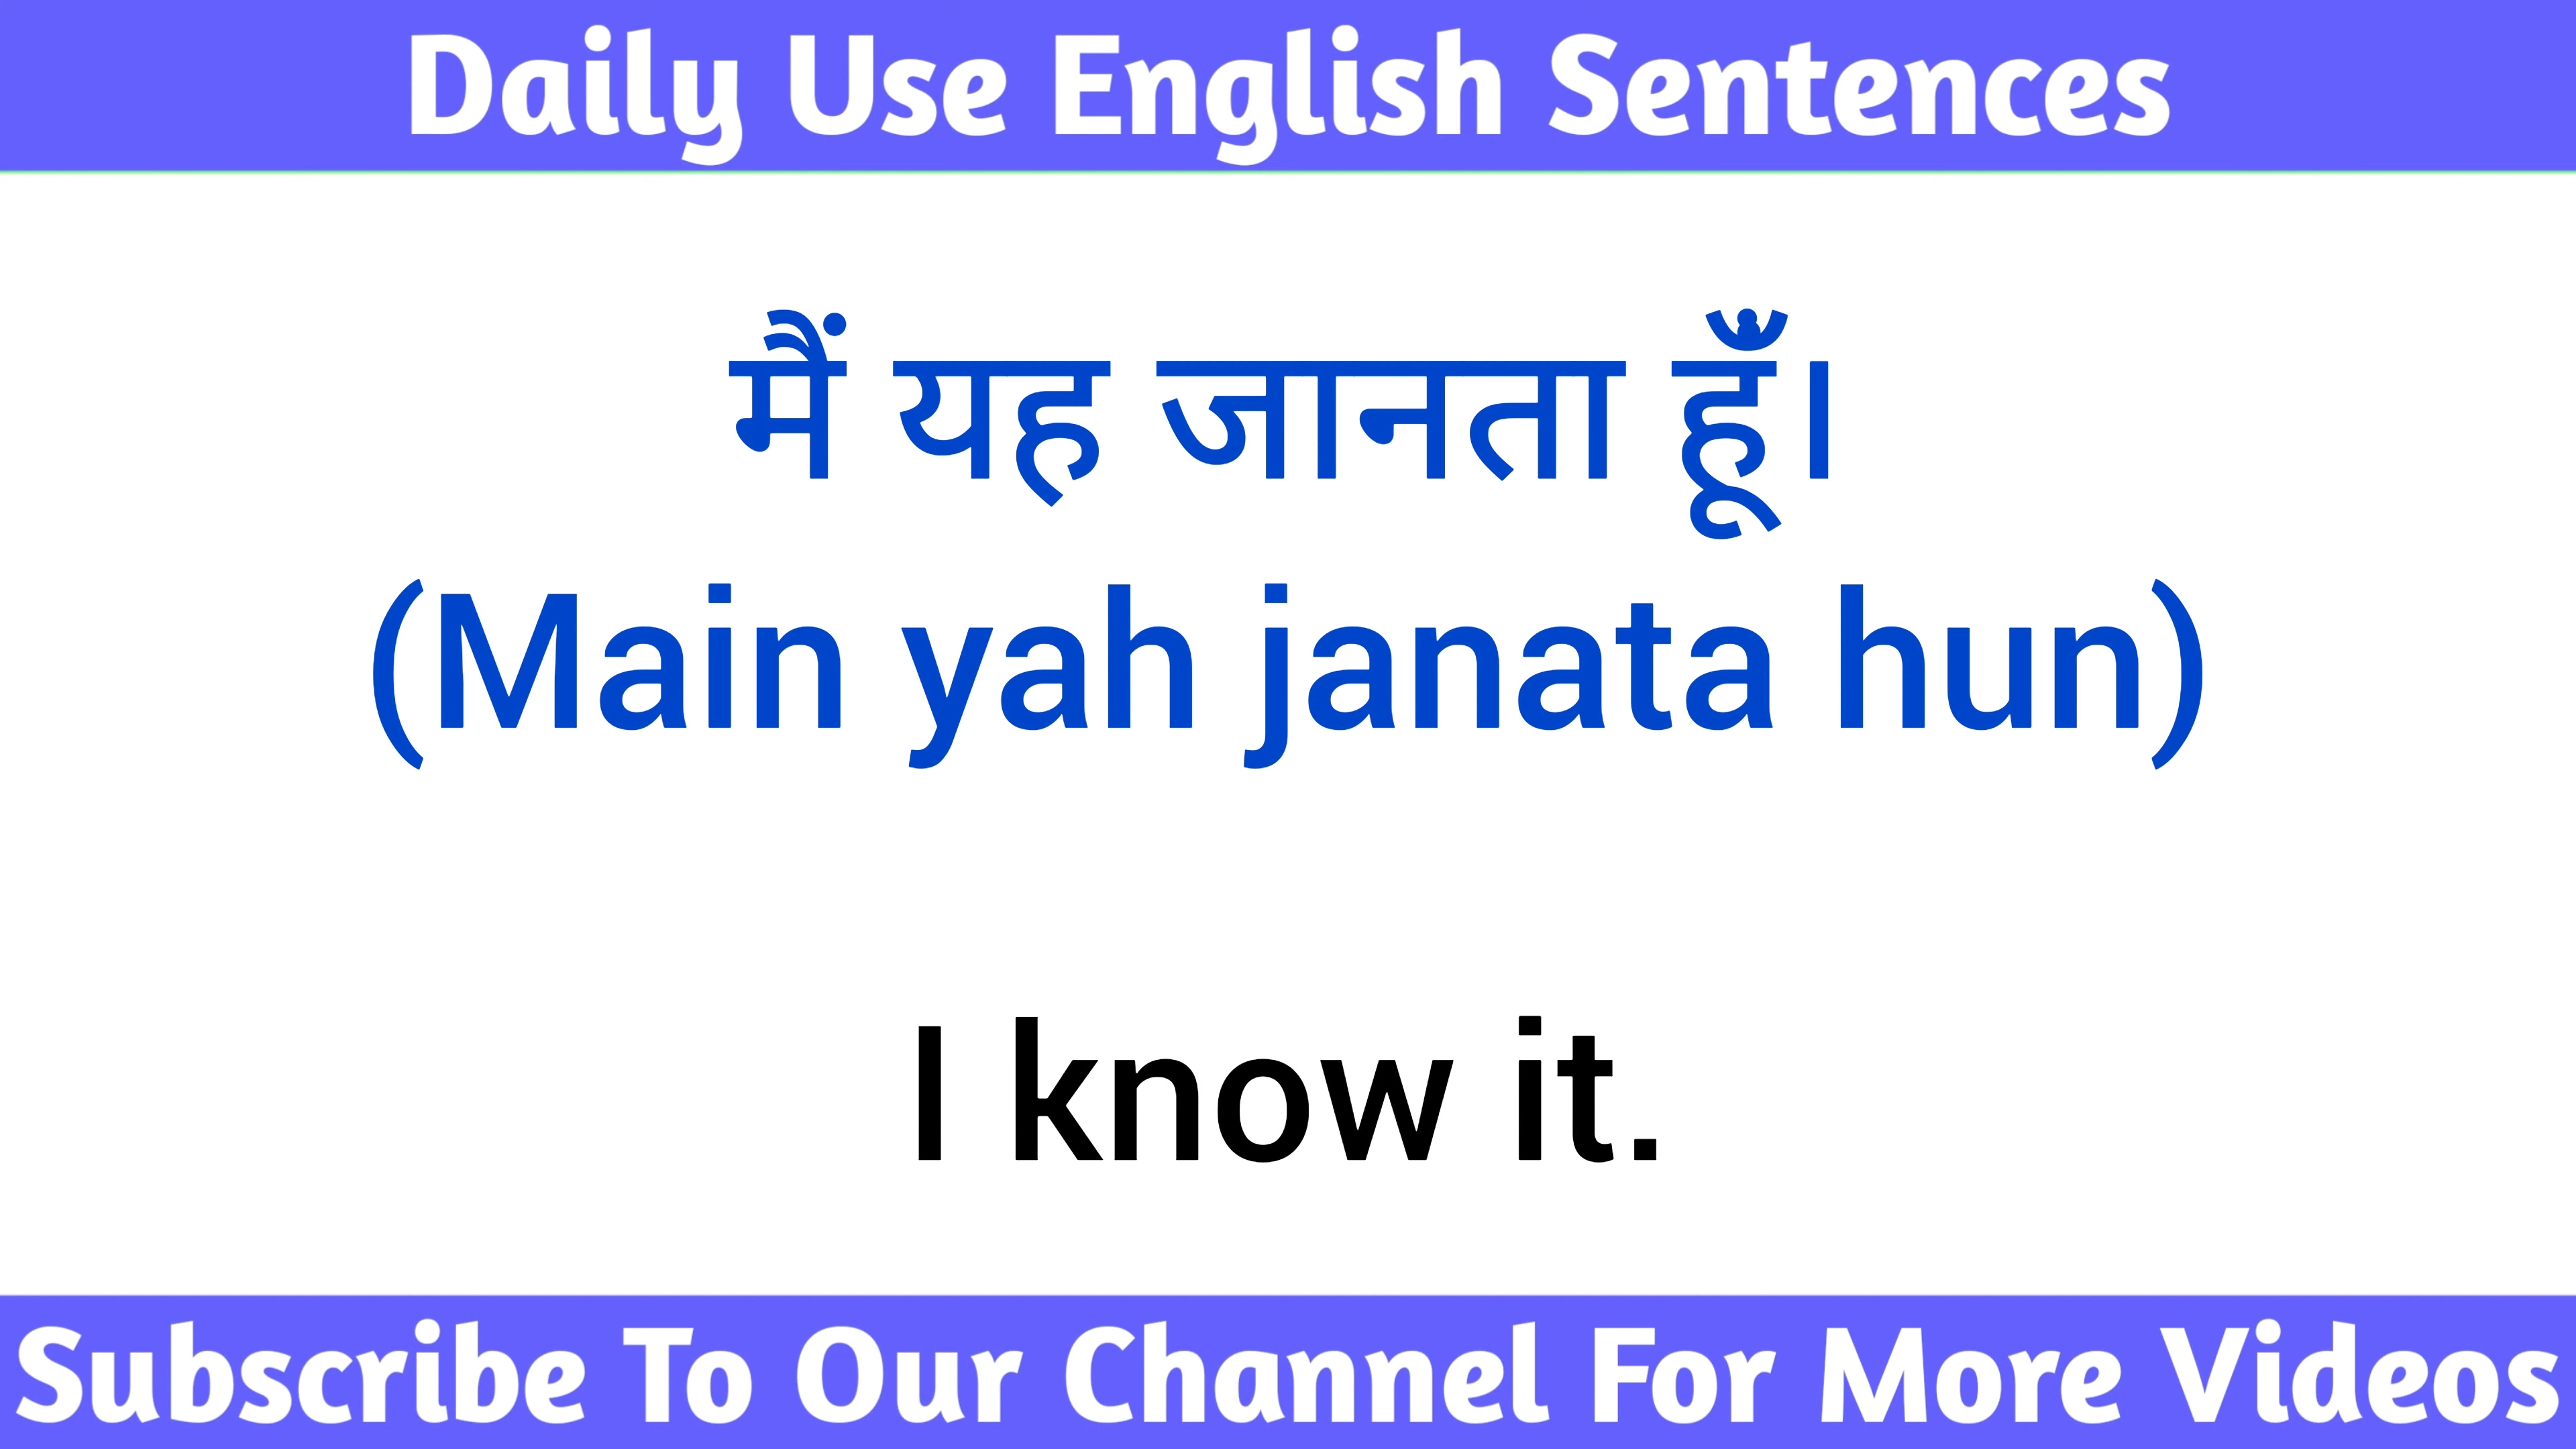 Daily Use English Sentences
मैं यह जानता हूँ।
(Main yah janata hun)
I know it.
Subscribe To Our Channel For More Videos